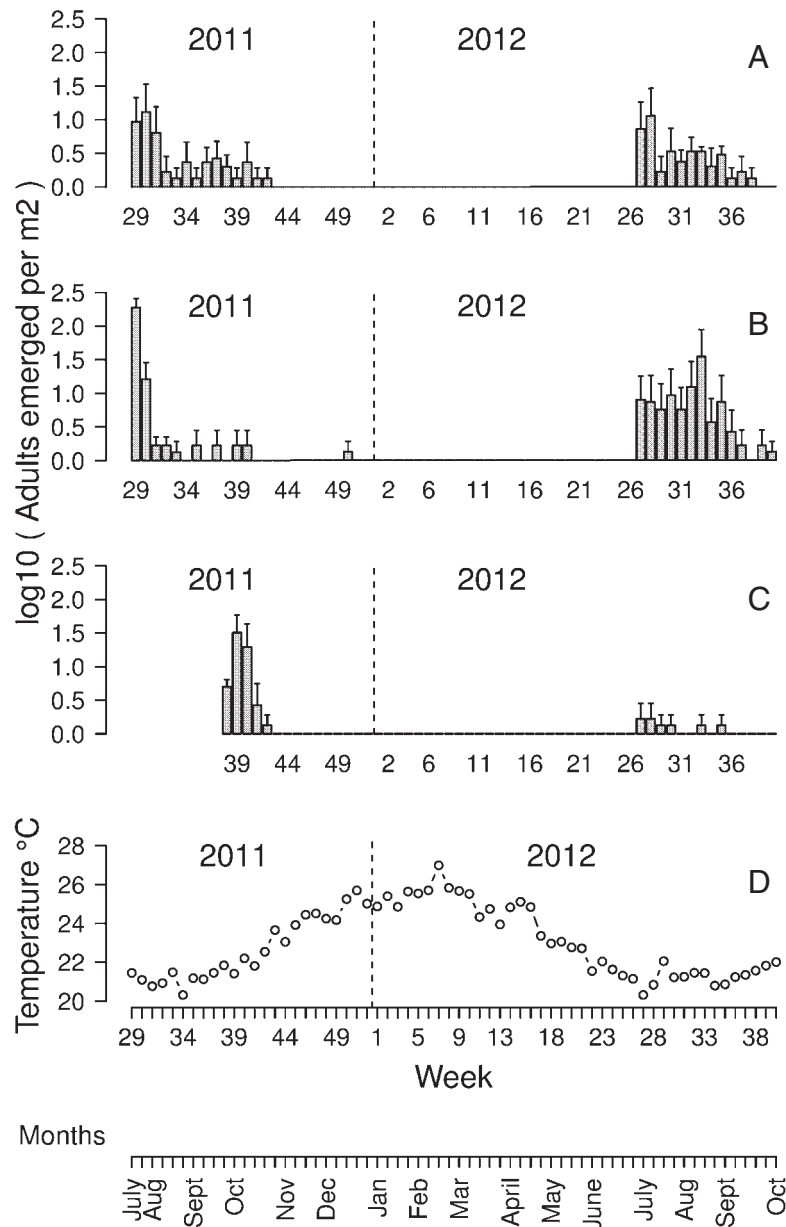 log10 ( Adults emerged per m2 )
2011 2012 A
2.5
2.0
1.5
1.0
0.5
0.0
29 34 39 44 49 2 6 11 16 21 26 31 36
2011 2012 B
2.5
2.0
1.5
1.0
0.5
0.0
29 34 39 44 49 2 6 11 16 21 26 31 36
2011 2012 C
2.5
2.0
1.5
1.0
0.5
0.0
39 44 49 2 6 11 16 21 26 31 36
Temperature °C
2011 2012 D
28
26
24
22
20
29 34 39 44 49 1 5 9 13 18 23 28 33 38
Week
Months
July Aug Sept Oct Nov Dec Jan Feb Mar April May June July Aug Sept Oct